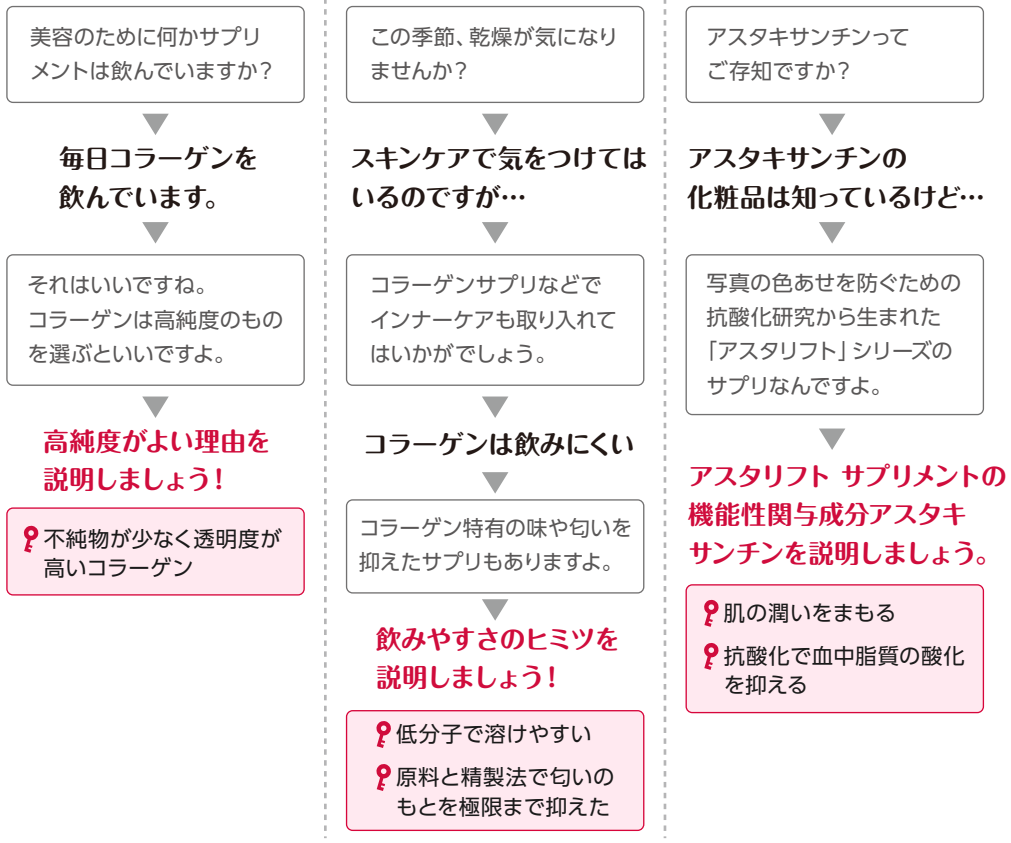 美容のために何かサプリ
メントは飲んでいますか?
毎日コラーゲンを
飲んでいます。
それはいいですね。
コラーゲンは高純度のもの
を選ぶといいですよ。
高純度がよい理由を
説明しましょう!
不純物が少なく透明度が
高いコラーゲン
この季節、乾燥が気になり
ませんか?
スキンケアで気をつけては
いるのですが…
コラーゲンサプリなどで
インナーケアも取り入れて
はいかがでしょう。
コラーゲンは飲みにくい
コラーゲン特有の味や匂いを
抑えたサプリもありますよ。
飲みやすさのヒミツを
説明しましょう!
低分子で溶けやすい
原料と精製法で匂いの
もとを極限まで抑えた
アスタキサンチンって
ご存知ですか?
アスタキサンチンの
化粧品は知っているけど…
写真の色あせを防ぐための
抗酸化研究から生まれた
「アスタリフト」シリーズの
サプリなんですよ。
アスタリフト サプリメントの
機能性関与成分アスタキ
サンチンを説明しましょう。
肌の潤いをまもる
抗酸化で血中脂質の酸化
を抑える